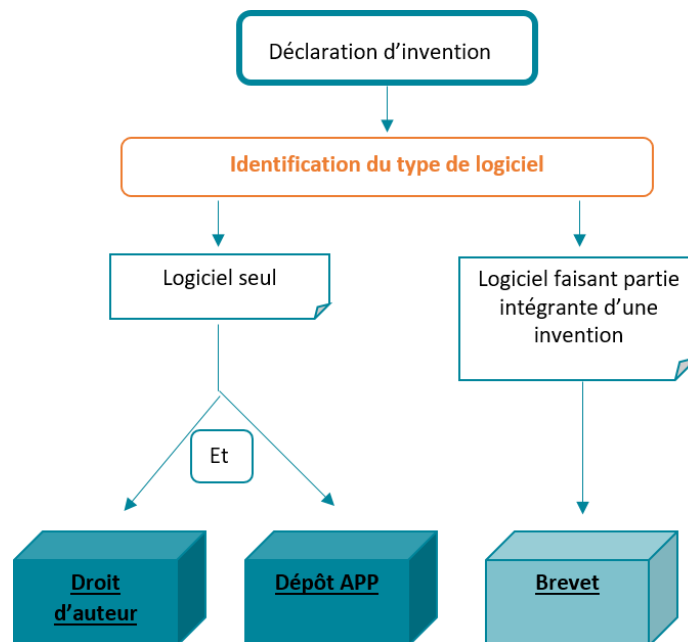 Déclaration d’invention
Identification du type de logiciel
Logiciel seul
Logiciel faisant partie
intégrante d’une
invention
Et
Droit
d’auteur
Dépôt APP
Brevet